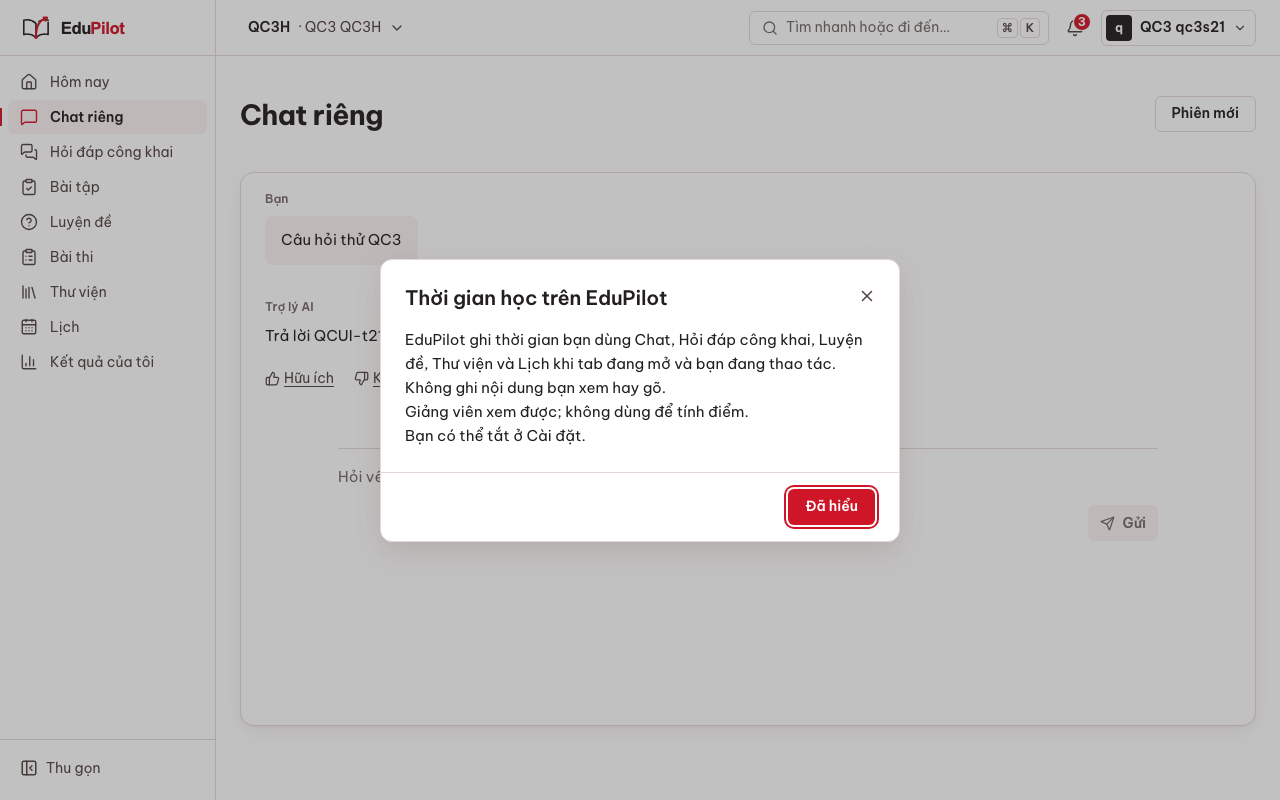 EduPilot
QC3H · QC3 QC3H
Tìm nhanh hoặc đi đến...
⌘ K
3
q
QC3 qc3s21
Hôm nay
Chat riêng
Hỏi đáp công khai
Bài tập
Luyện đề
Bài thi
Thư viện
Lịch
Kết quả của tôi
Thu gọn
Chat riêng
Phiên mới
Bạn
Câu hỏi thử QC3
Trợ lý AI
Trả lời QCUI-t21
Hữu ích
Hỏi về
Gửi
Thời gian học trên EduPilot
EduPilot ghi thời gian bạn dùng Chat, Hỏi đáp công khai, Luyện
đề, Thư viện và Lịch khi tab đang mở và bạn đang thao tác.
Không ghi nội dung bạn xem hay gõ.
Giảng viên xem được; không dùng để tính điểm.
Bạn có thể tắt ở Cài đặt.
Đã hiểu